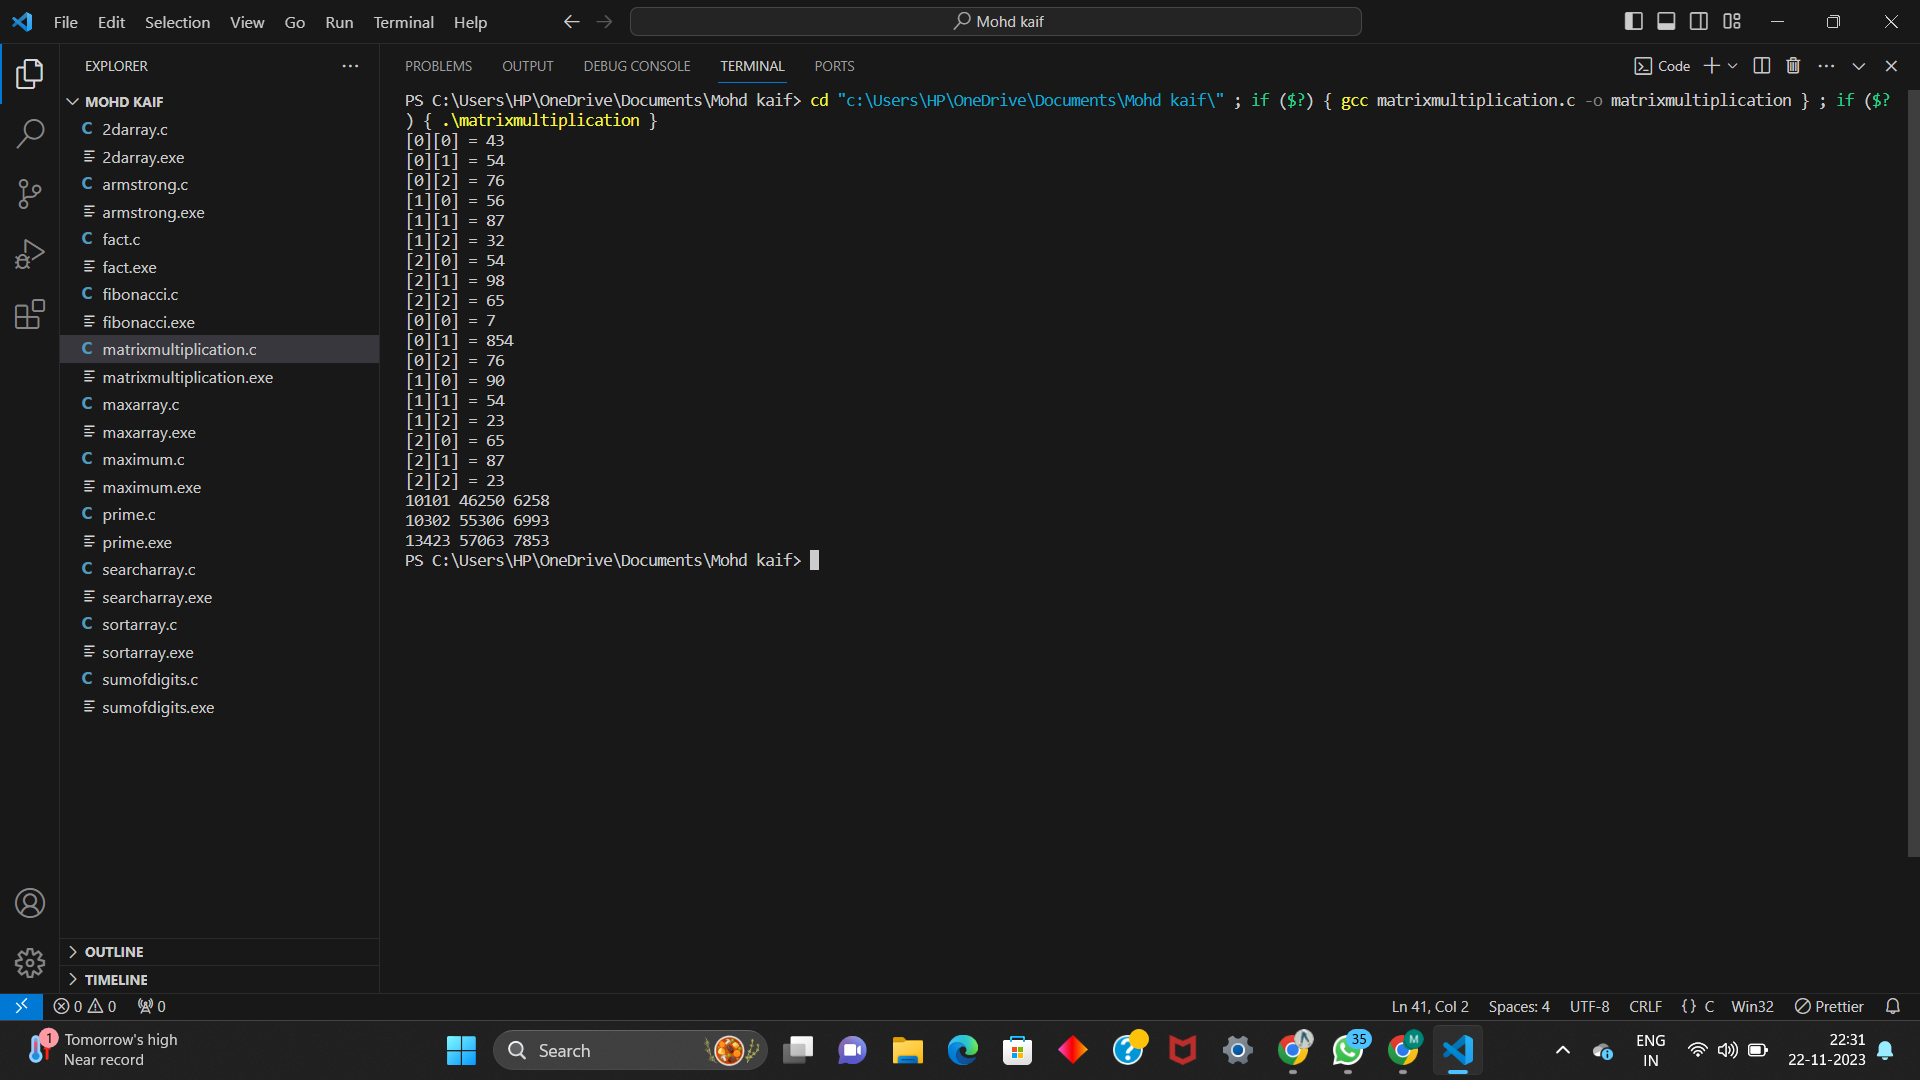 File Edit Selection View Go Run Terminal Help
Mohd kaif
EXPLORER
MOHD KAIF
C 2darray.c
2darray.exe
C armstrong.c
armstrong.exe
C fact.c
fact.exe
C fibonacci.c
fibonacci.exe
C matrixmultiplication.c
matrixmultiplication.exe
C maxarray.c
maxarray.exe
C maximum.c
maximum.exe
C prime.c
prime.exe
C searcharray.c
searcharray.exe
C sortarray.c
sortarray.exe
C sumofdigits.c
sumofdigits.exe
OUTLINE
TIMELINE
PROBLEMS OUTPUT DEBUG CONSOLE TERMINAL PORTS
Code
PS C:\Users\HP\OneDrive\Documents\Mohd kaif> cd "c:\Users\HP\OneDrive\Documents\Mohd kaif\" ; if ($?) { gcc matrixmultiplication.c -o matrixmultiplication } ; if ($?
) { .\matrixmultiplication }
[0][0] = 43
[0][1] = 54
[0][2] = 76
[1][0] = 56
[1][1] = 87
[1][2] = 32
[2][0] = 54
[2][1] = 98
[2][2] = 65
[0][0] = 7
[0][1] = 854
[0][2] = 76
[1][0] = 90
[1][1] = 54
[1][2] = 23
[2][0] = 65
[2][1] = 87
[2][2] = 23
10101 46250 6258
10302 55306 6993
13423 57063 7853
PS C:\Users\HP\OneDrive\Documents\Mohd kaif>
0 0 0
Ln 41, Col 2 Spaces: 4 UTF-8 CRLF {} C Win32 Prettier
1
Tomorrow's high
Near record
Search
A
35
M
ENG
IN
22:31
22-11-2023